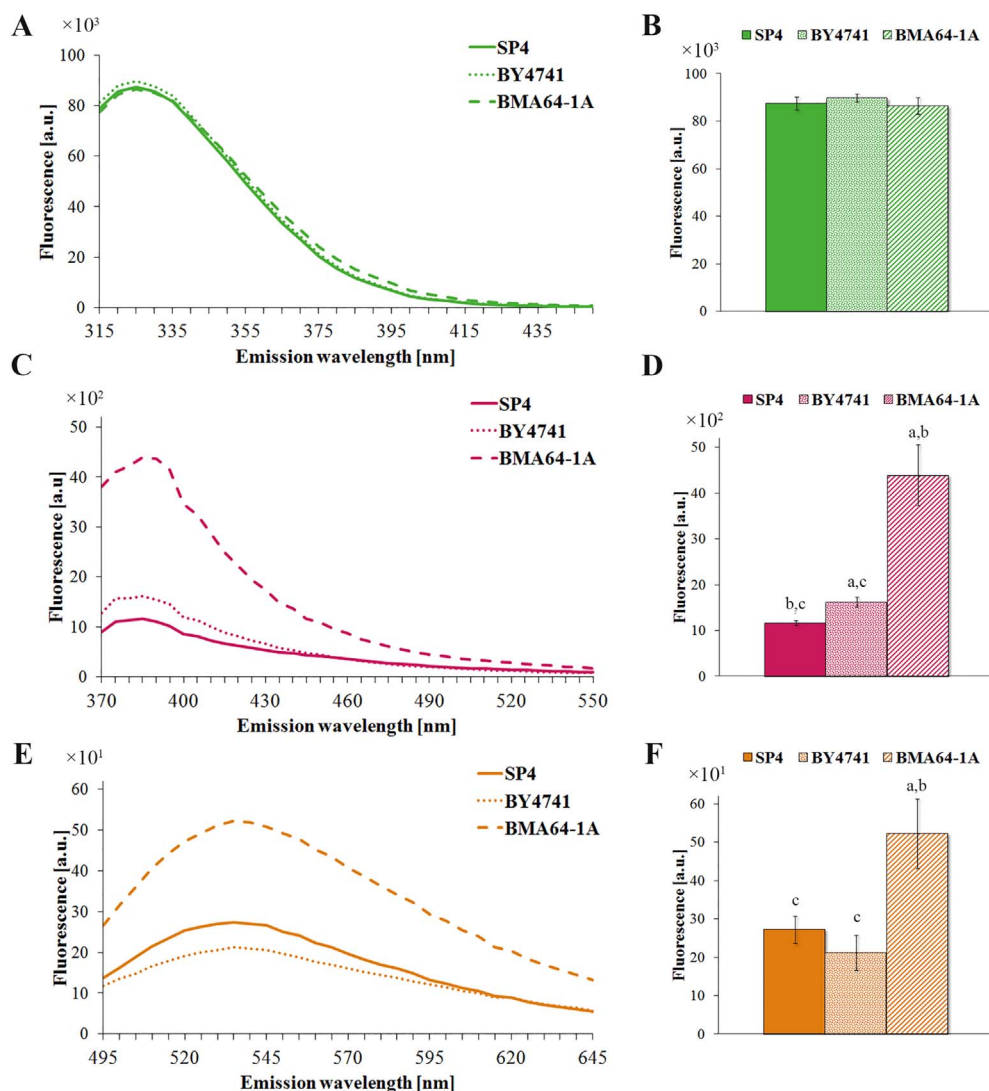 A
×10³
SP4
BY4741
BMA64-1A
Fluorescence [a.u.]
100
80
60
40
20
0
315 335 355 375 395 415 435
Emission wavelength [nm]
B
×10³
SP4 BY4741 BMA64-1A
Fluorescence [a.u.]
100
80
60
40
20
0
C
×10²
SP4
BY4741
BMA64-1A
Fluorescence [a.u]
50
40
30
20
10
0
370 400 430 460 490 520 550
Emission wavelength [nm]
D
SP4 BY4741 BMA64-1A
×10²
Fluorescence [a.u.]
50
40
30
20
10
0
b,c
a,c
a,b
E
×10¹
SP4
BY4741
BMA64-1A
Fluorescence [a.u.]
60
50
40
30
20
10
0
495 520 545 570 595 620 645
Emission wavelength [nm]
F
SP4 BY4741 BMA64-1A
×10¹
Fluorescence [a.u.]
60
50
40
30
20
10
0
c
c
a,b